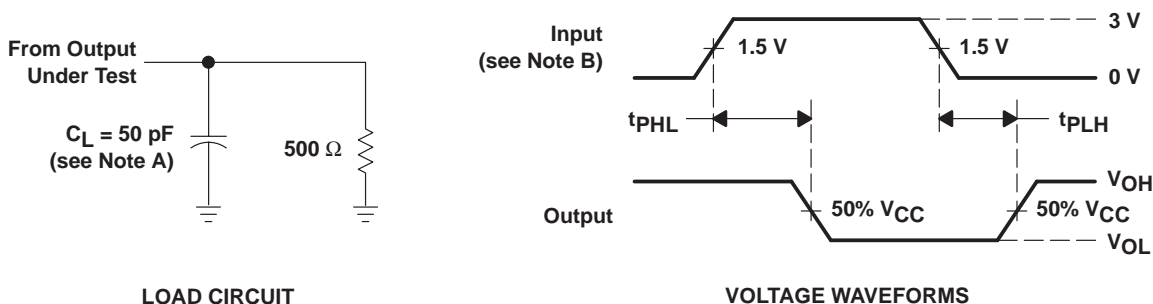 From Output
Under Test
CL = 50 pF
(see Note A)
500 Ω
LOAD CIRCUIT
Input
(see Note B)
1.5 V
1.5 V
3 V
0 V
tPHL
tPLH
Output
50% VCC
50% VCC
VOH
VOL
VOLTAGE WAVEFORMS